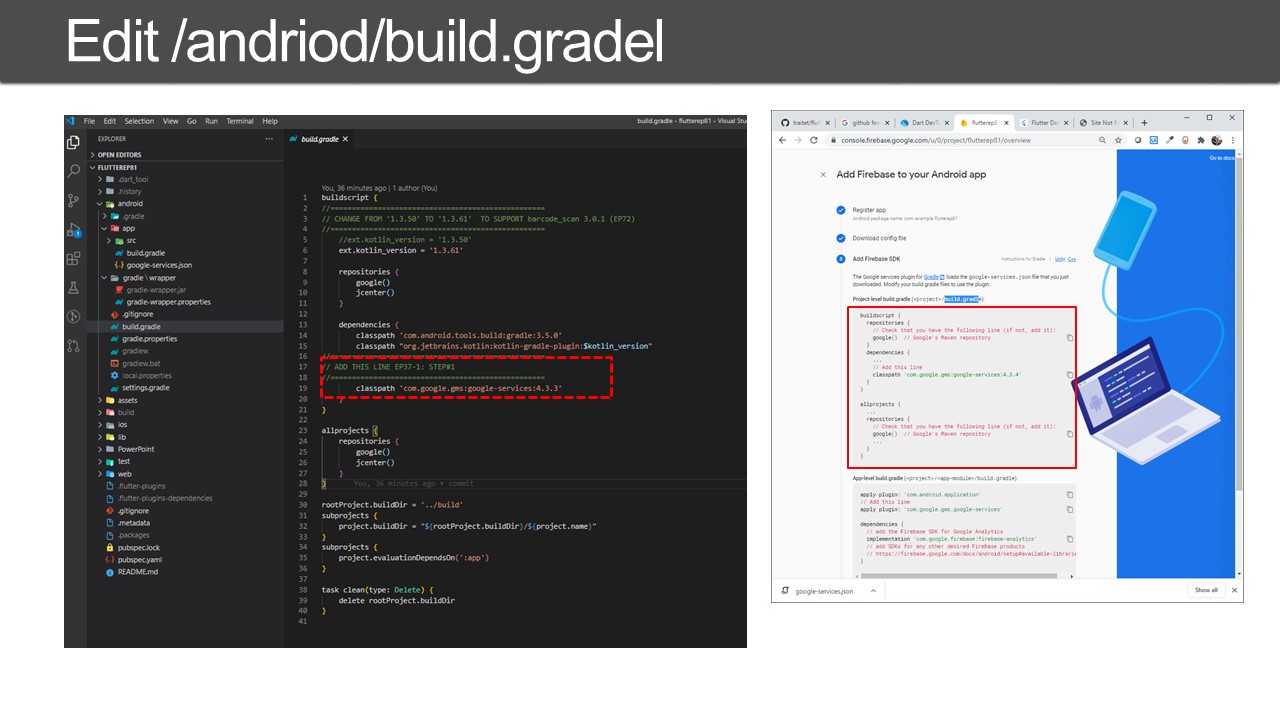 Edit /andriod/build.gradel
File Edit Selection View Go Run Terminal Help
build.gradle - flutterep81 - Visual Stu
EXPLORER
OPEN EDITORS
FLUTTEREP81
.dart_tool
.history
android
.gradle
app
src
build.gradle
google-services.json
gradle \ wrapper
gradle-wrapper.jar
gradle-wrapper.properties
.gitignore
build.gradle
gradle.properties
gradlew
gradlew.bat
local.properties
settings.gradle
assets
build
ios
lib
PowerPoint
test
web
.flutter-plugins
.flutter-plugins-dependencies
.gitignore
.metadata
.packages
pubspec.lock
pubspec.yaml
README.md
build.gradle
You, 36 minutes ago | 1 author (You)
1 buildscript {
2 //================================================
3 // CHANGE FROM '1.3.50' TO '1.3.61'  TO SUPPORT barcode_scan 3.0.1 (EP72)
4 //================================================
5 //ext.kotlin_version = '1.3.50'
6 ext.kotlin_version = '1.3.61'
7
8 repositories {
9 google()
10 jcenter()
11 }
12
13 dependencies {
14 classpath 'com.android.tools.build:gradle:3.5.0'
15 classpath "org.jetbrains.kotlin:kotlin-gradle-plugin:$kotlin_version"
16 //================================================
17 // ADD THIS LINE EP37-1: STEP#1
18 //================================================
19 classpath 'com.google.gms:google-services:4.3.3'
20 }
21 }
22
23 allprojects {
24 repositories {
25 google()
26 jcenter()
27 }
28 } You, 36 minutes ago • commit
29
30 rootProject.buildDir = '../build'
31 subprojects {
32 project.buildDir = "${rootProject.buildDir}/${project.name}"
33 }
34 subprojects {
35 project.evaluationDependsOn(':app')
36 }
37
38 task clean(type: Delete) {
39 delete rootProject.buildDir
40 }
41
traitet/flut
github fest
Dart DevT
flutterep81
Flutter De
Site Not F
console.firebase.google.com/u/0/project/flutterep81/overview
Go to docs
Add Firebase to your Android app
Register app
Android package name: com.example.flutterep81
Download config file
3 Add Firebase SDK
Instructions for Gradle | Unity C++
The Google services plugin for Gradle loads the google-services.json file that you just
downloaded. Modify your build.gradle files to use the plugin.
Project-level build.gradle (<project>/build.gradle):
buildscript {
repositories {
// Check that you have the following line (if not, add it):
google()  // Google's Maven repository
}
dependencies {
...
// Add this line
classpath 'com.google.gms:google-services:4.3.4'
}
}
allprojects {
...
repositories {
// Check that you have the following line (if not, add it):
google()  // Google's Maven repository
...
}
}
App-level build.gradle (<project>/<app-module>/build.gradle):
apply plugin: 'com.android.application'
// Add this line
apply plugin: 'com.google.gms.google-services'
dependencies {
// add the Firebase SDK for Google Analytics
implementation 'com.google.firebase:firebase-analytics'
// add SDKs for any other desired Firebase products
// https://firebase.google.com/docs/android/setup#available-librarie
}
google-services.json
Show all